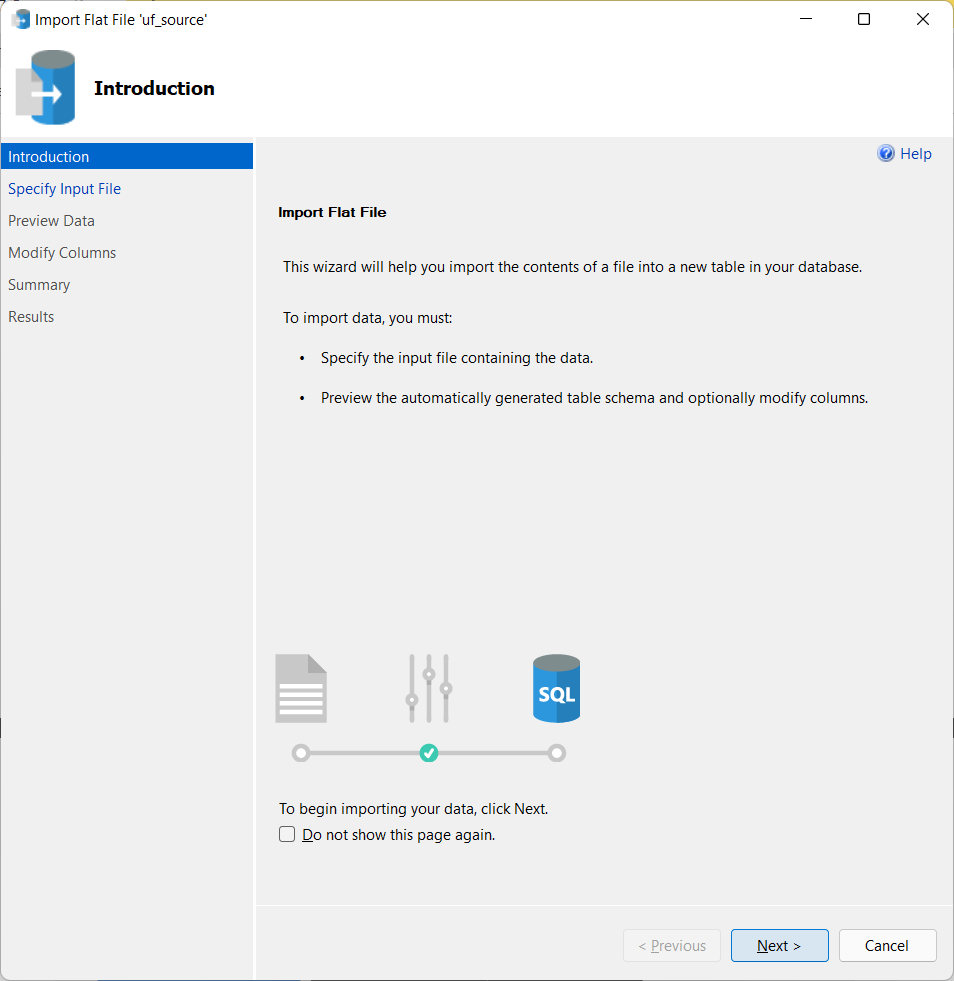 Import Flat File 'uf_source'
Introduction
Introduction
Specify Input File
Preview Data
Modify Columns
Summary
Results
Help
Import Flat File
This wizard will help you import the contents of a file into a new table in your database.
To import data, you must:
• Specify the input file containing the data.
• Preview the automatically generated table schema and optionally modify columns.
SQL
To begin importing your data, click Next.
Do not show this page again.
< Previous
Next >
Cancel